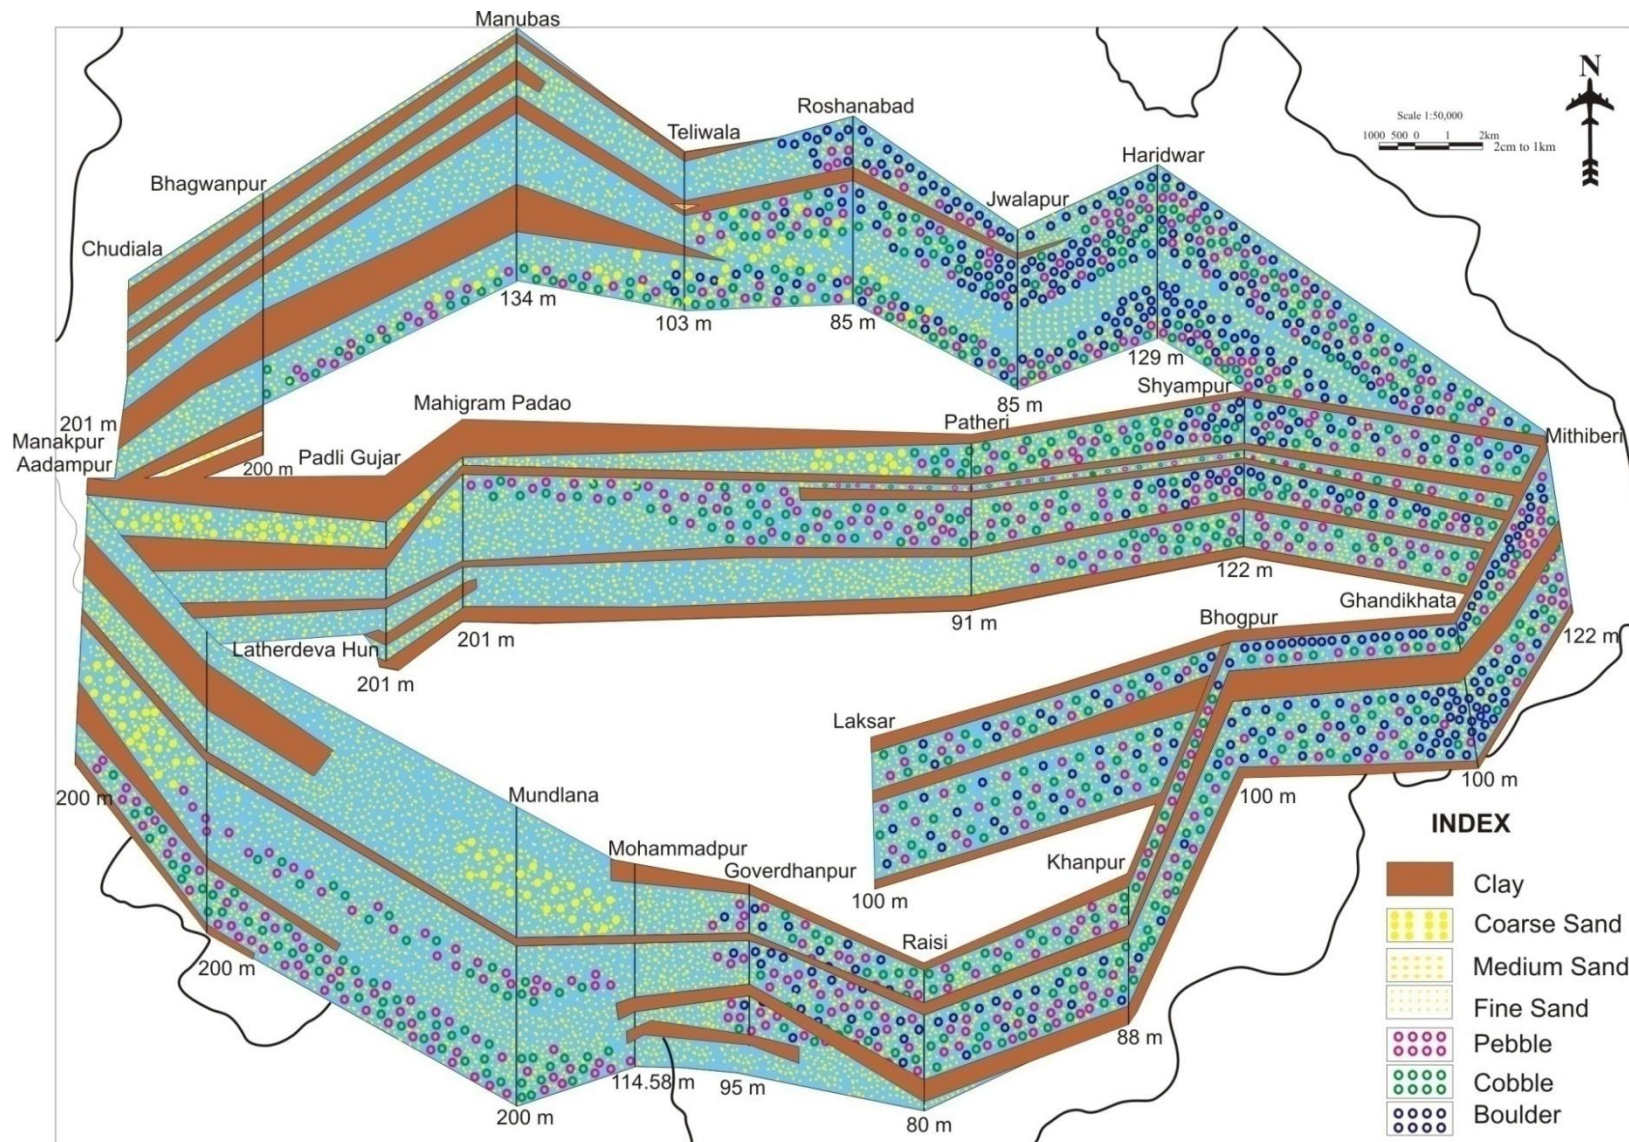 Manubas
N
Roshanabad
Scale 1:50,000
Teliwala
1000 500 0 1 2km
2cm to 1km
Haridwar
Bhagwanpur
Jwalapur
Chudiala
134 m
103 m
85 m
129 m
Shyampur
85 m
Mahigram Padao
201 m
Patheri
Manakpur
Mithiberi
Aadampur
Padli Gujar
200 m
122 m
Ghandikhata
Bhogpur
91 m
122 m
Latherdeva Hun
201 m
201 m
Laksar
100 m
200 m
Mundlana
100 m
INDEX
Mohammadpur
Goverdhanpur
Khanpur
Clay
100 m
Coarse Sand
Raisi
200 m
Medium Sand
Fine Sand
88 m
Pebble
114.58 m
95 m
Cobble
200 m
80 m
Boulder